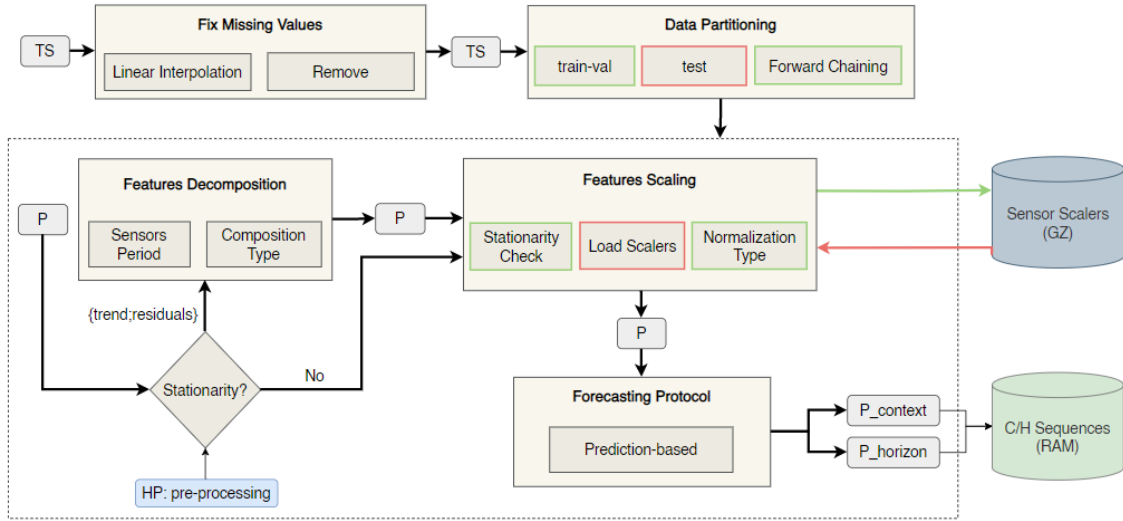 Fix Missing Values
TS
Linear Interpolation
Remove
TS
Data Partitioning
train-val
test
Forward Chaining
Features Decomposition
P
Sensors
Period
Composition
Type
P
Features Scaling
Stationarity
Check
Load Scalers
Normalization
Type
Sensor Scalers
(GZ)
{trend;residuals}
Stationarity?
No
HP: pre-processing
P
Forecasting Protocol
Prediction-based
P_context
P_horizon
C/H Sequences
(RAM)